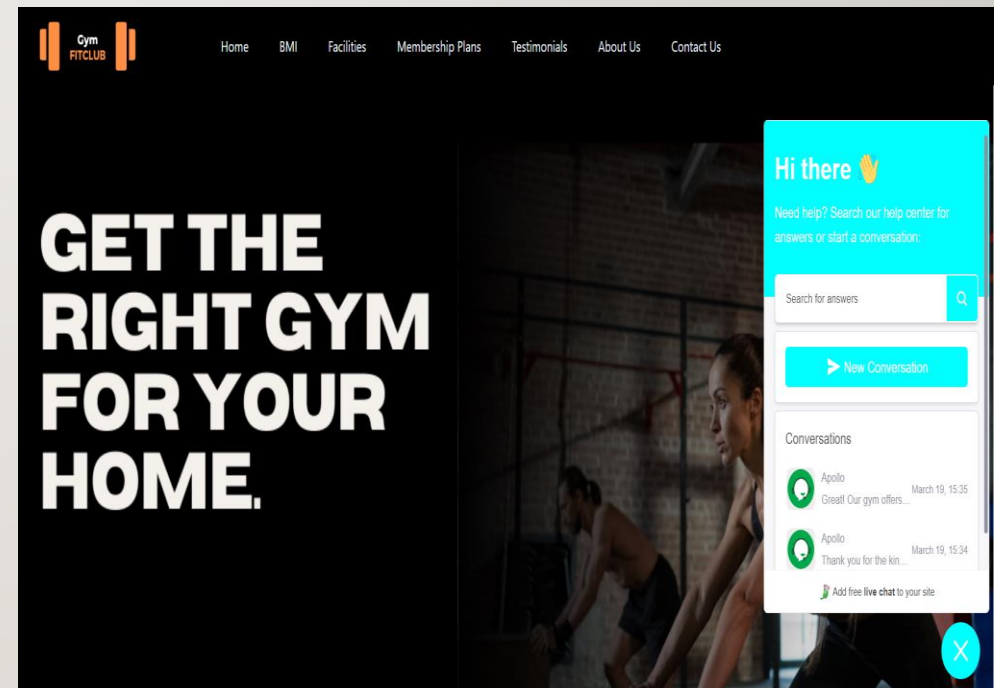 Gym
FITCLUB
Home BMI Facilities Membership Plans Testimonials About Us Contact Us
GET THE
RIGHT GYM
FOR YOUR
HOME.
Hi there 👋
Need help? Search our help center for
answers or start a conversation:
Search for answers
New Conversation
Conversations
Apollo
Great! Our gym offers... March 19, 15:35
Apollo
Thank you for the kin... March 19, 15:34
Add free live chat to your site
X